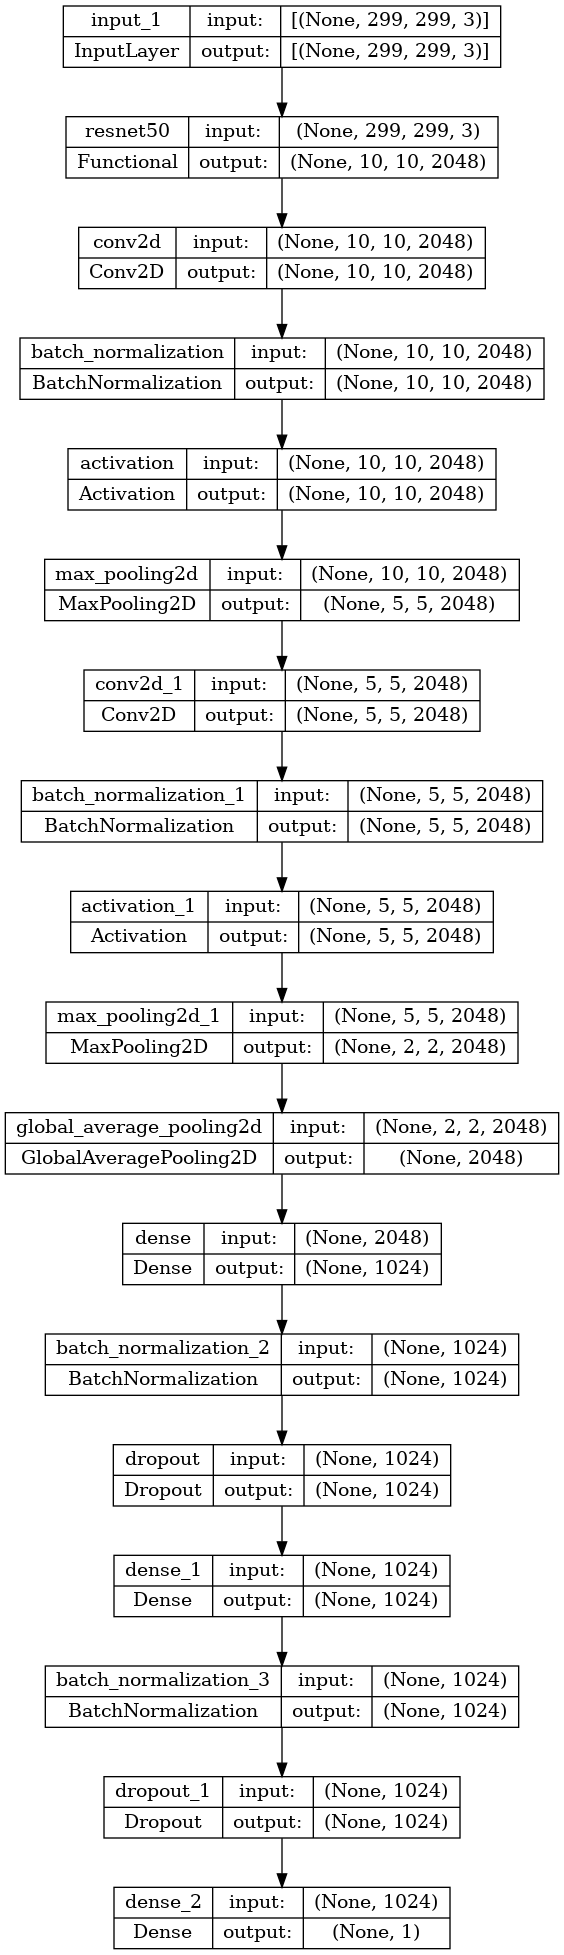 input_1 input: [(None, 299, 299, 3)]
InputLayer output: [(None, 299, 299, 3)]
resnet50 input: (None, 299, 299, 3)
Functional output: (None, 10, 10, 2048)
conv2d input: (None, 10, 10, 2048)
Conv2D output: (None, 10, 10, 2048)
batch_normalization input: (None, 10, 10, 2048)
BatchNormalization output: (None, 10, 10, 2048)
activation input: (None, 10, 10, 2048)
Activation output: (None, 10, 10, 2048)
max_pooling2d input: (None, 10, 10, 2048)
MaxPooling2D output: (None, 5, 5, 2048)
conv2d_1 input: (None, 5, 5, 2048)
Conv2D output: (None, 5, 5, 2048)
batch_normalization_1 input: (None, 5, 5, 2048)
BatchNormalization output: (None, 5, 5, 2048)
activation_1 input: (None, 5, 5, 2048)
Activation output: (None, 5, 5, 2048)
max_pooling2d_1 input: (None, 5, 5, 2048)
MaxPooling2D output: (None, 2, 2, 2048)
global_average_pooling2d input: (None, 2, 2, 2048)
GlobalAveragePooling2D output: (None, 2048)
dense input: (None, 2048)
Dense output: (None, 1024)
batch_normalization_2 input: (None, 1024)
BatchNormalization output: (None, 1024)
dropout input: (None, 1024)
Dropout output: (None, 1024)
dense_1 input: (None, 1024)
Dense output: (None, 1024)
batch_normalization_3 input: (None, 1024)
BatchNormalization output: (None, 1024)
dropout_1 input: (None, 1024)
Dropout output: (None, 1024)
dense_2 input: (None, 1024)
Dense output: (None, 1)